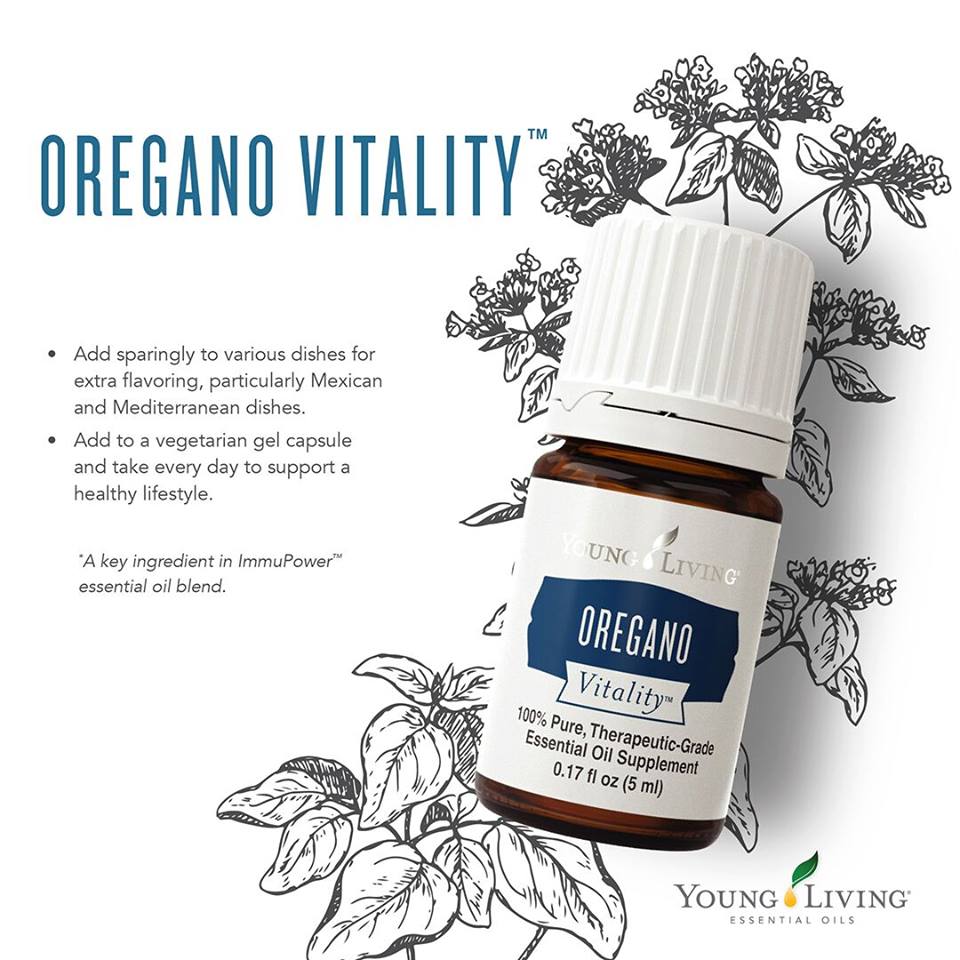 OREGANO VITALITY™
• Add sparingly to various dishes for
extra flavoring, particularly Mexican
and Mediterranean dishes.
• Add to a vegetarian gel capsule
and take every day to support a
healthy lifestyle.
*A key ingredient in ImmuPower™
essential oil blend.
YOUNG LIVING®
OREGANO
Vitality™
100% Pure, Therapeutic-Grade
Essential Oil Supplement
0.17 fl oz (5 ml)
YOUNG LIVING®
ESSENTIAL OILS